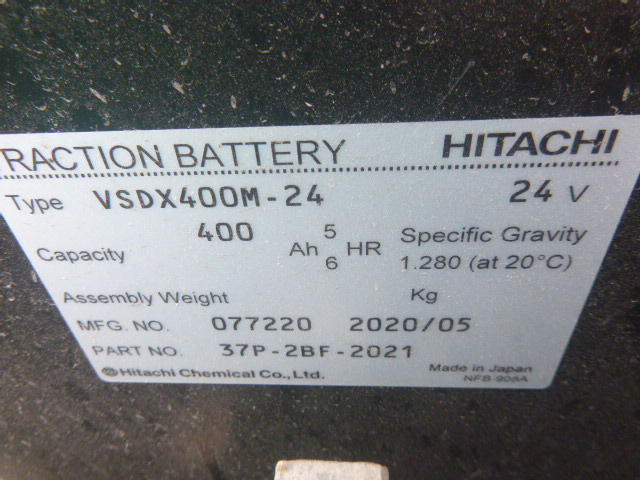 RACTION BATTERY HITACHI
Type VSDX400M-24 24 V
Capacity 400 Ah 5 6 HR Specific Gravity
1.280 (at 20°C)
Assembly Weight Kg
MFG. NO. 077220 2020/05
PART NO. 37P-2BF-2021
Hitachi Chemical Co., Ltd. Made in Japan
NFB-906A